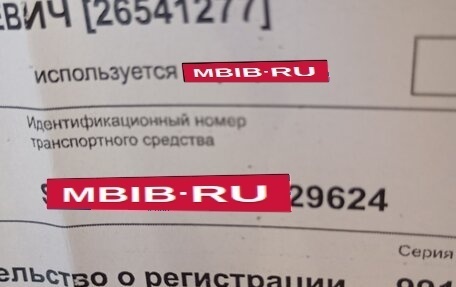 ЕВИЧ [26541277]
используется MBIB·RU
Идентификационный номер
транспортного средства
MBIB·RU 29624
Серия
ельство о регистрации